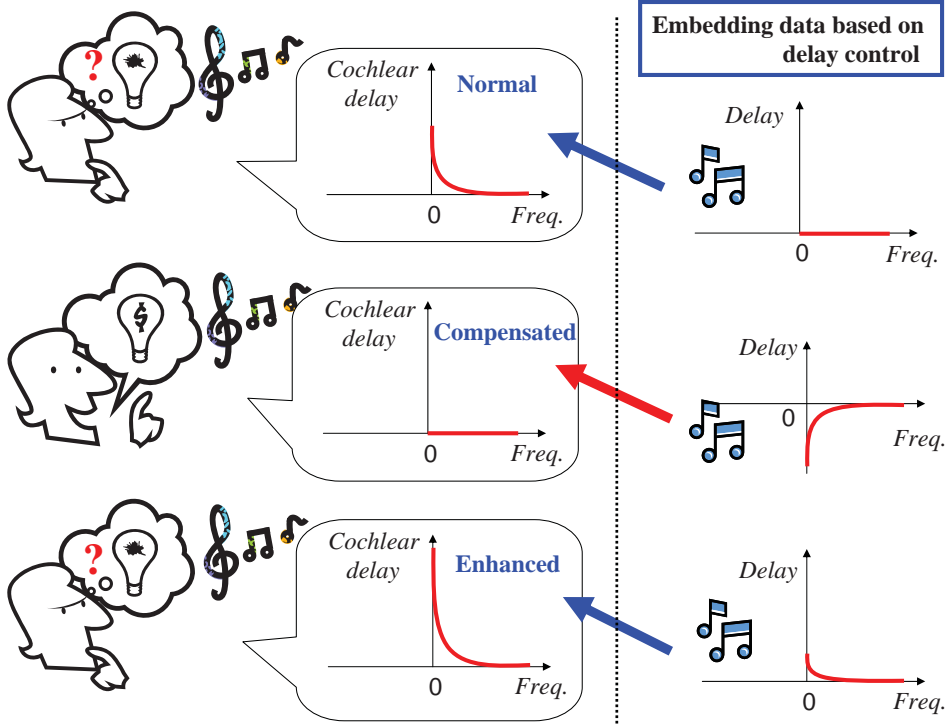 Embedding data based on
delay control
?
Cochlear
delay
Normal
0
Freq.
Delay
0
Freq.
$
Cochlear
delay
Compensated
0
Freq.
Delay
0
Freq.
?
Cochlear
delay
Enhanced
0
Freq.
Delay
0
Freq.